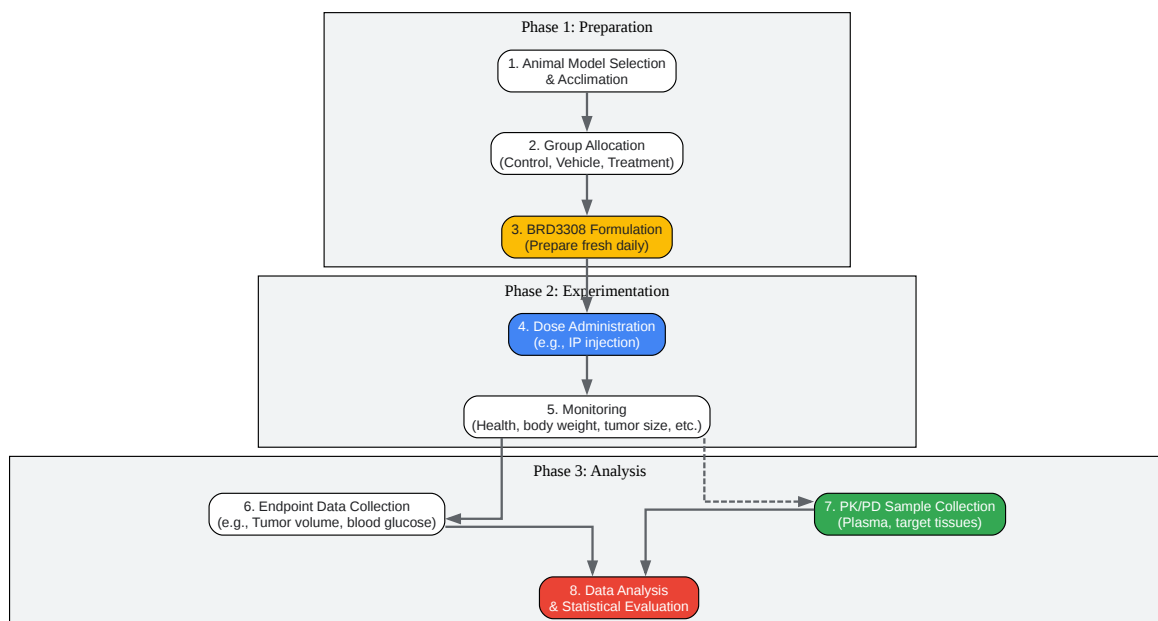 Phase 1: Preparation
1. Animal Model Selection
& Acclimation
2. Group Allocation
(Control, Vehicle, Treatment)
3. BRD3308 Formulation
(Prepare fresh daily)
Phase 2: Experimentation
4. Dose Administration
(e.g., IP injection)
5. Monitoring
(Health, body weight, tumor size, etc.)
Phase 3: Analysis
6. Endpoint Data Collection
(e.g., Tumor volume, blood glucose)
7. PK/PD Sample Collection
(Plasma, target tissues)
8. Data Analysis
& Statistical Evaluation